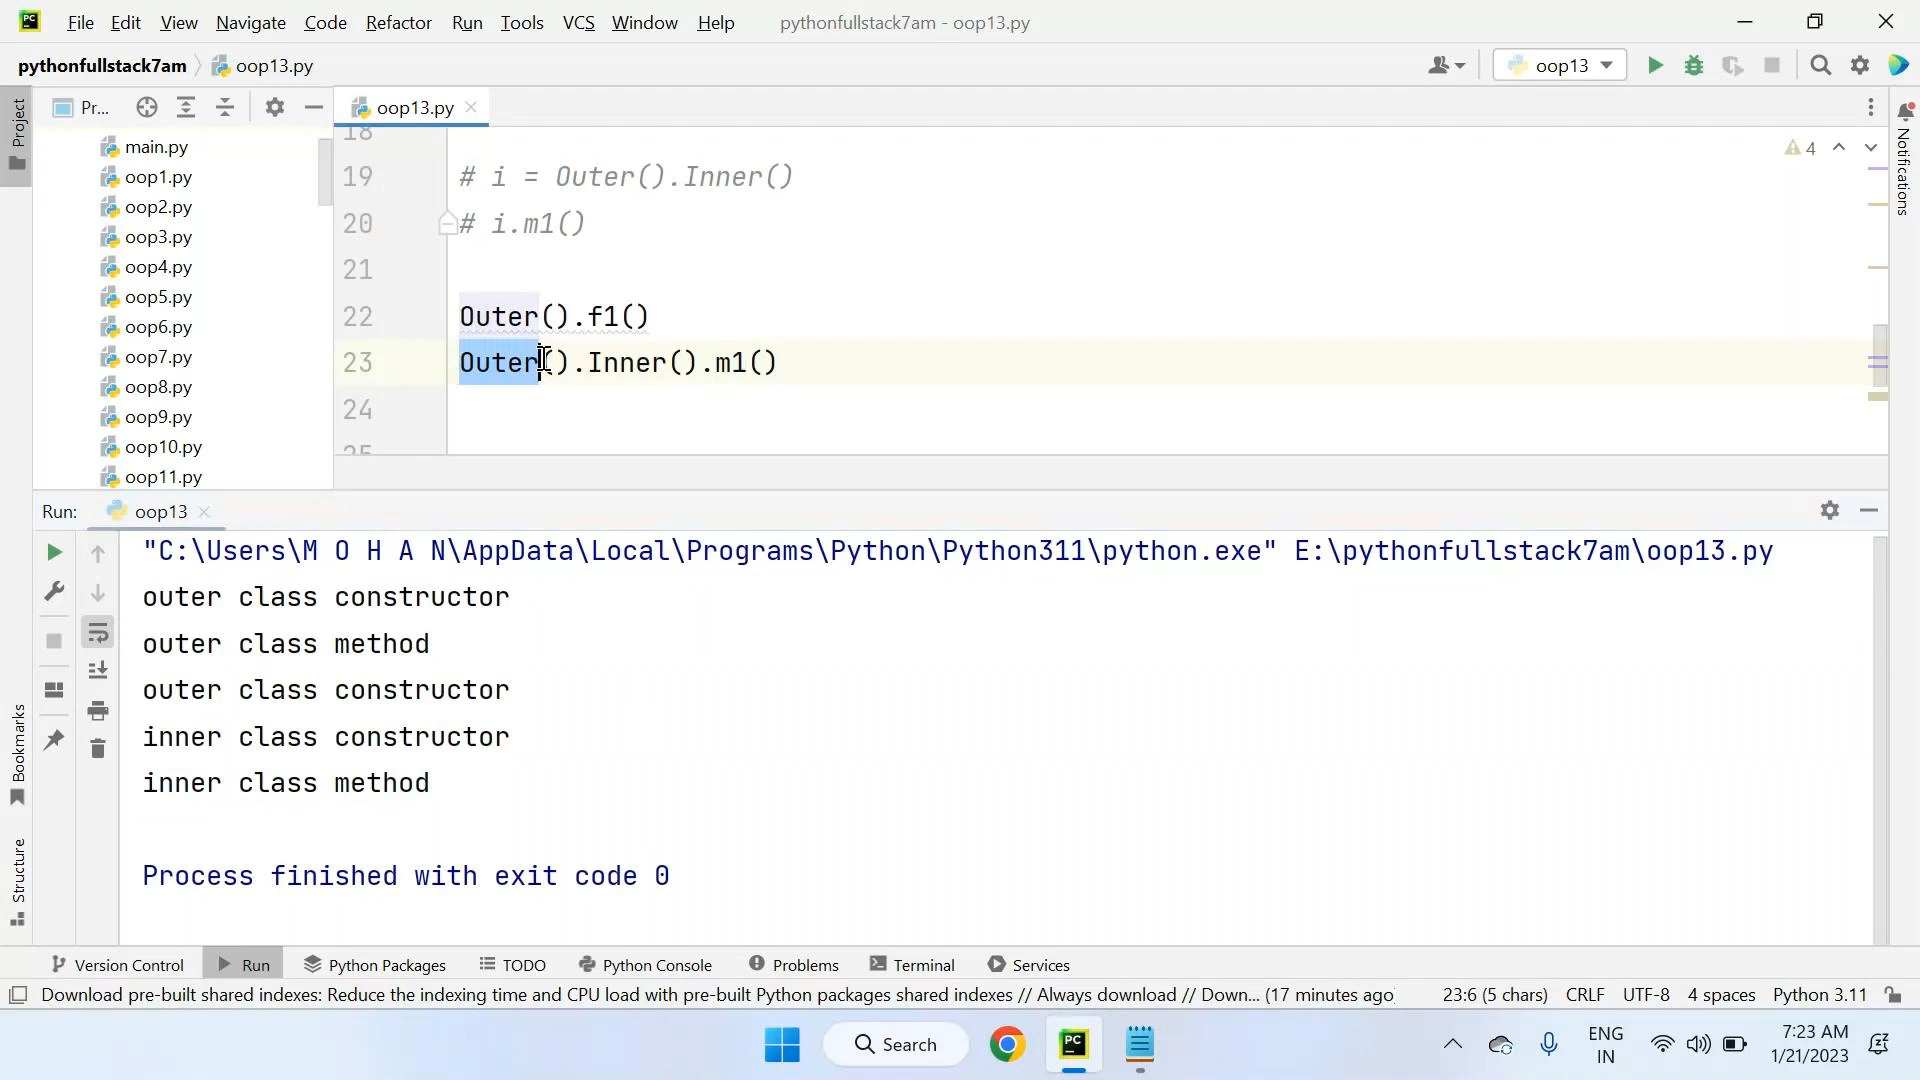 PC File Edit View Navigate Code Refactor Run Tools VCS Window Help pythonfullstack7am - oop13.py
pythonfullstack7am oop13.py oop13
Project
Pr...
oop13.py
main.py
oop1.py
oop2.py
oop3.py
oop4.py
oop5.py
oop6.py
oop7.py
oop8.py
oop9.py
oop10.py
oop11.py
18
19 # i = Outer().Inner()
20 # i.m1()
21
22 Outer().f1()
23 Outer().Inner().m1()
24
25
4
Notifications
Run: oop13
"C:\Users\M O H A N\AppData\Local\Programs\Python\Python311\python.exe" E:\pythonfullstack7am\oop13.py
outer class constructor
outer class method
outer class constructor
inner class constructor
inner class method
Process finished with exit code 0
Bookmarks
Structure
Version Control Run Python Packages TODO Python Console Problems Terminal Services
Download pre-built shared indexes: Reduce the indexing time and CPU load with pre-built Python packages shared indexes // Always download // Down... (17 minutes ago 23:6 (5 chars) CRLF UTF-8 4 spaces Python 3.11
Search
PC
ENG
IN
7:23 AM
1/21/2023